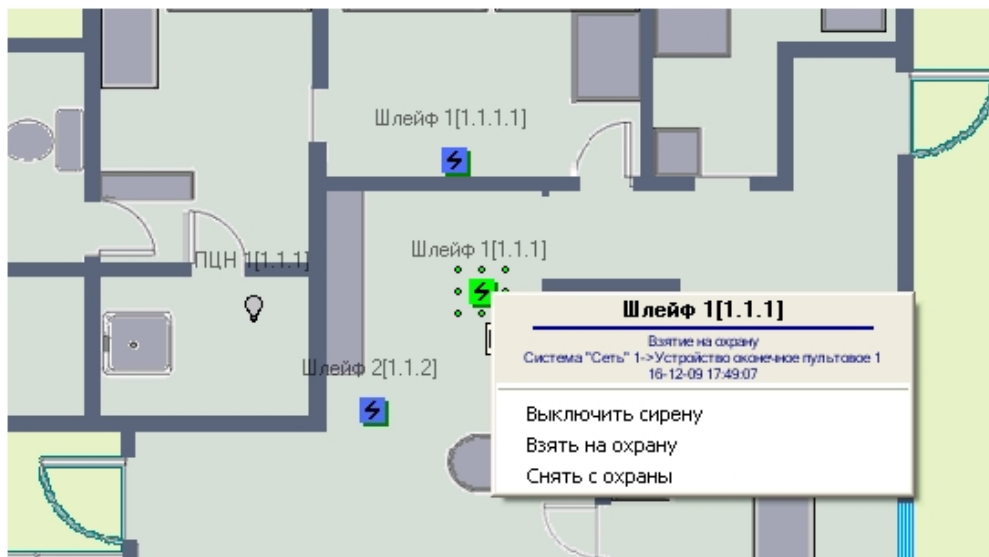 Шлейф 1[1.1.1.1]
Шлейф 1[1.1.1]
ПЦН 1[1.1.1]
Шлейф 1[1.1.1]
Взятие на охрану
Система "Сеть" 1->Устройство оконечное пультовое 1
16-12-09 17:49:07
Шлейф 2[1.1.2]
Выключить сирену
Взять на охрану
Снять с охраны